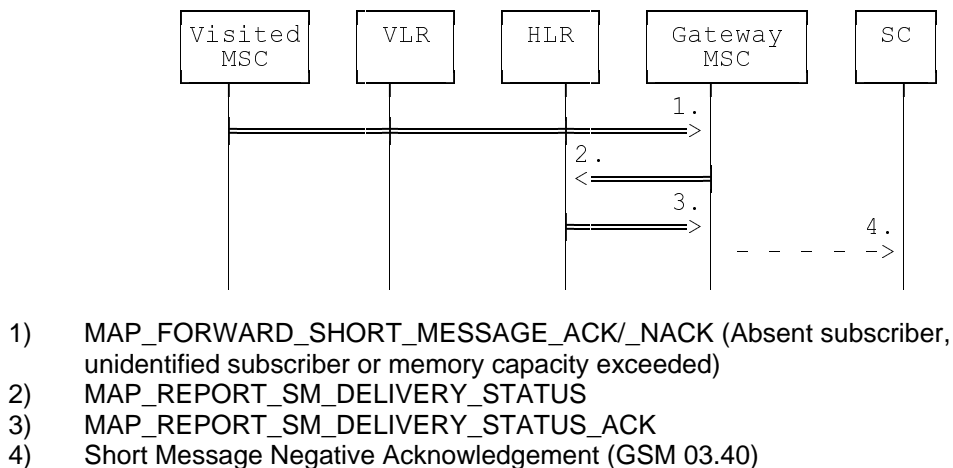 Visited MSC VLR HLR Gateway MSC SC
1.
2.
3.
4.
1) MAP_FORWARD_SHORT_MESSAGE_ACK/_NACK (Absent subscriber,
unidentified subscriber or memory capacity exceeded)
2) MAP_REPORT_SM_DELIVERY_STATUS
3) MAP_REPORT_SM_DELIVERY_STATUS_ACK
4) Short Message Negative Acknowledgement (GSM 03.40)